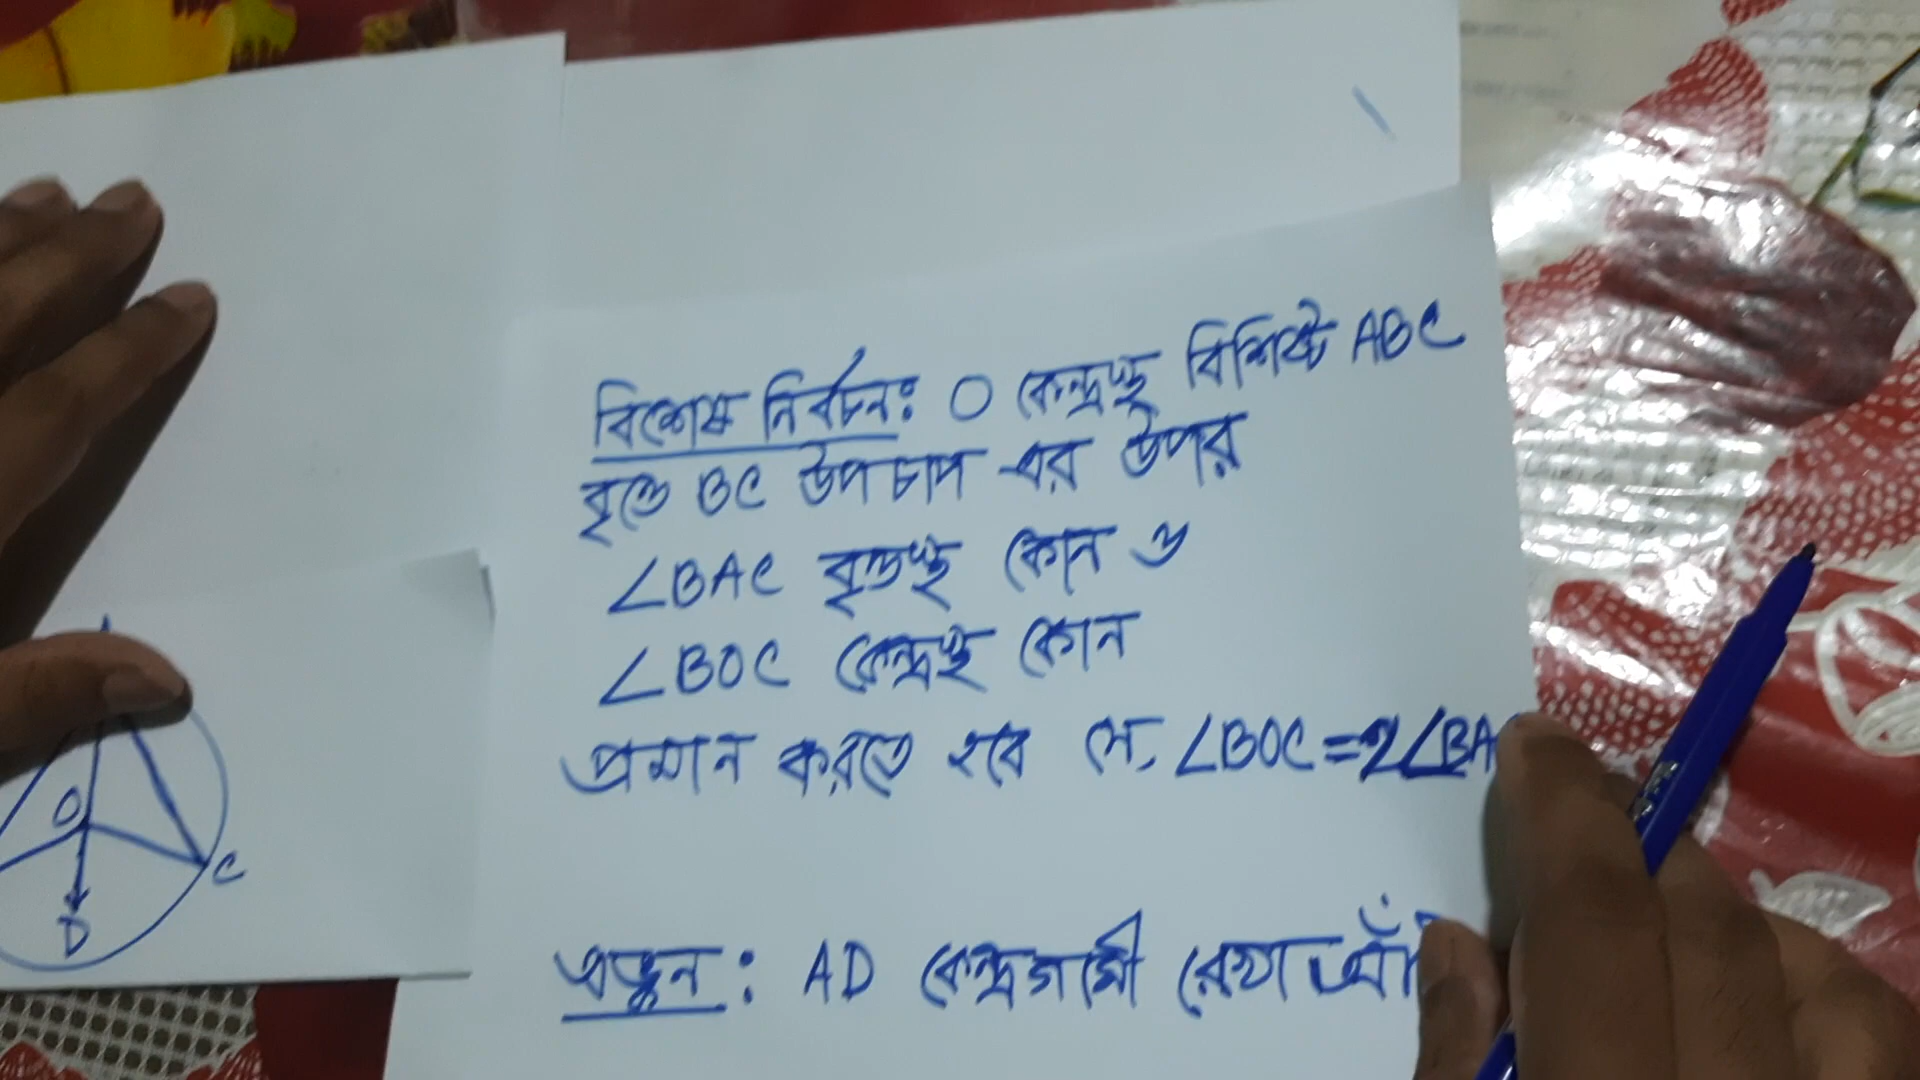 বিশেষ নির্বচন: O কেন্দ্রস্থ বিশিষ্ট ABC
বৃত্তে BC উপচাপ এর উপর
∠BAC বৃত্তস্থ কোন ও
∠BOC কেন্দ্রস্থ কোন
প্রমান করতে হবে যে, ∠BOC=2∠BA
অঙ্কন: AD কেন্দ্রগামী রেখা আঁ
O
C
D